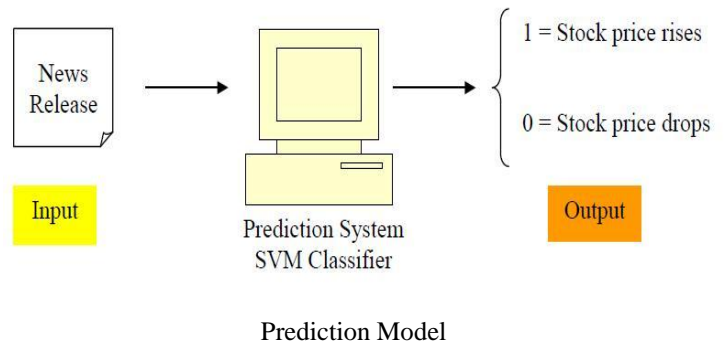 News
Release
Input
Prediction System
SVM Classifier
1 = Stock price rises
0 = Stock price drops
Output
Prediction Model